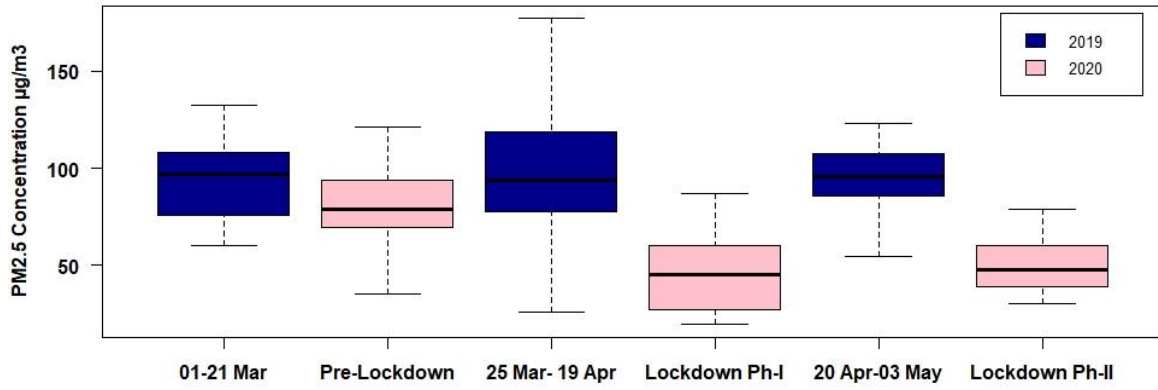 PM2.5 Concentration µg/m3
150
100
50
2019
2020
01-21 Mar
Pre-Lockdown
25 Mar- 19 Apr
Lockdown Ph-I
20 Apr-03 May
Lockdown Ph-II